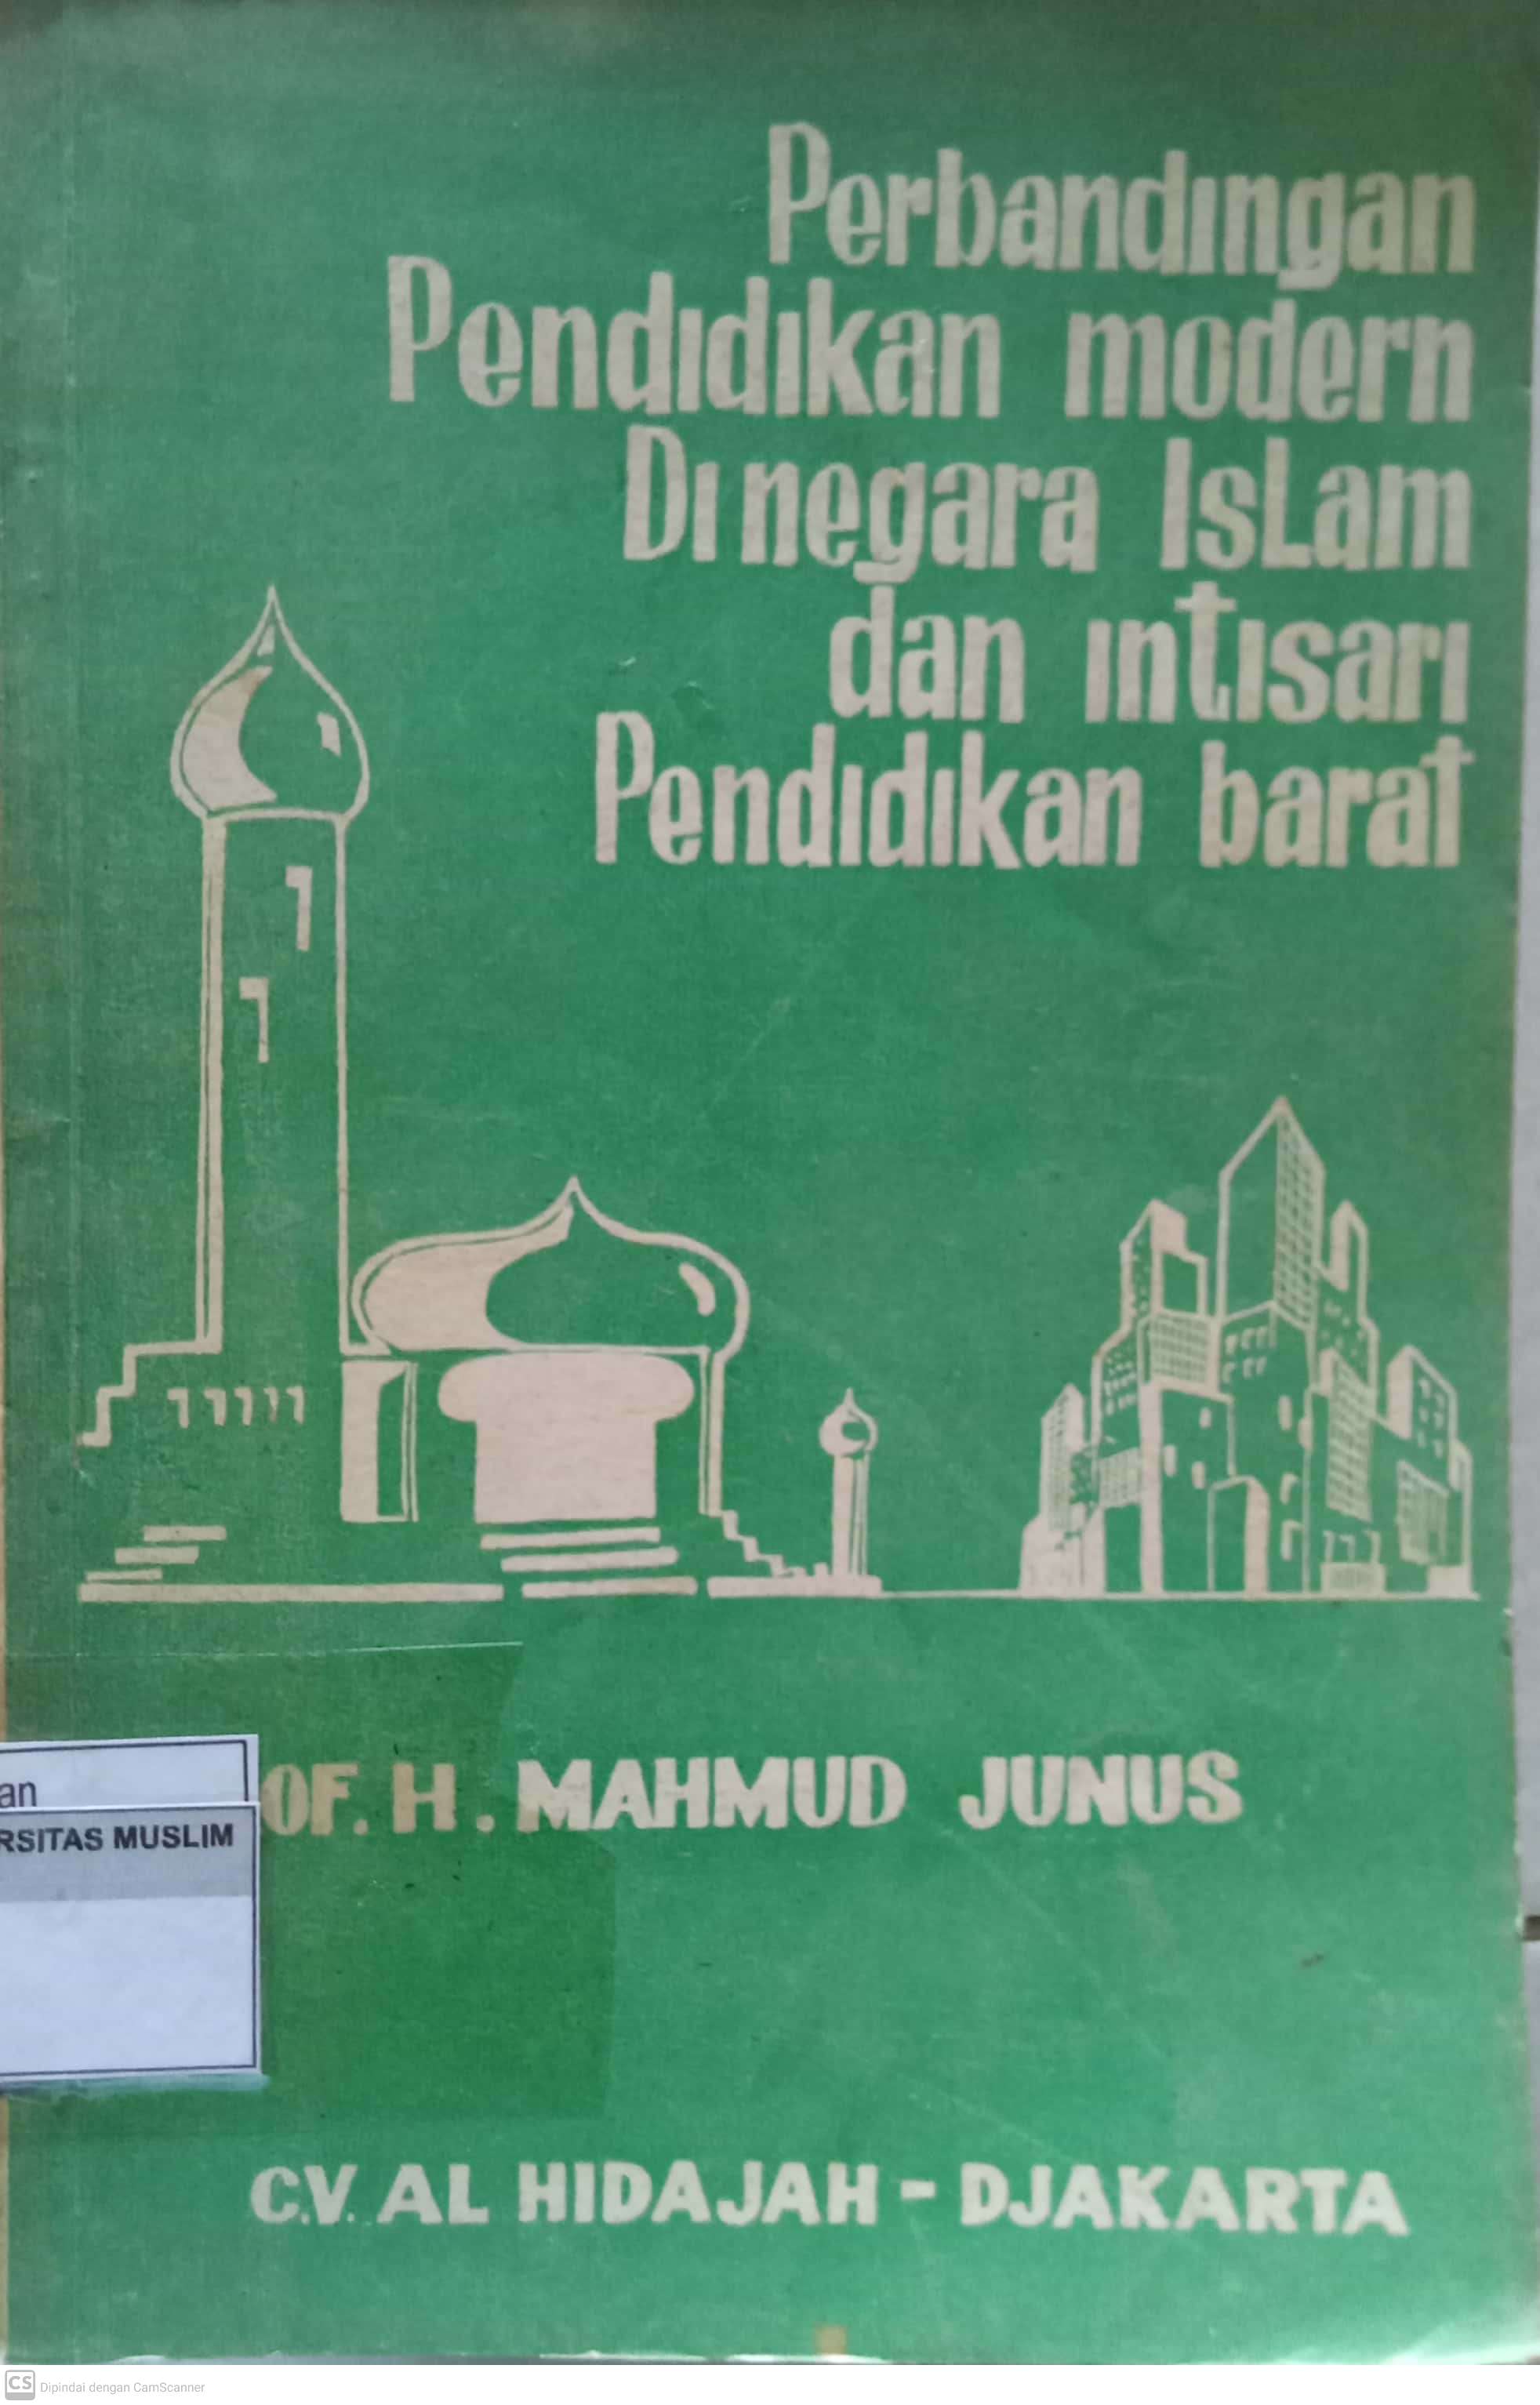 Perbandingan
Pendidikan modern
Di negara IsLam
dan intisari
Pendidikan barat
an
RSITAS MUSLIM
OF. H. MAHMUD JUNUS
C.V. AL HIDAJAH - DJAKARTA
CS Dipindai dengan CamScanner